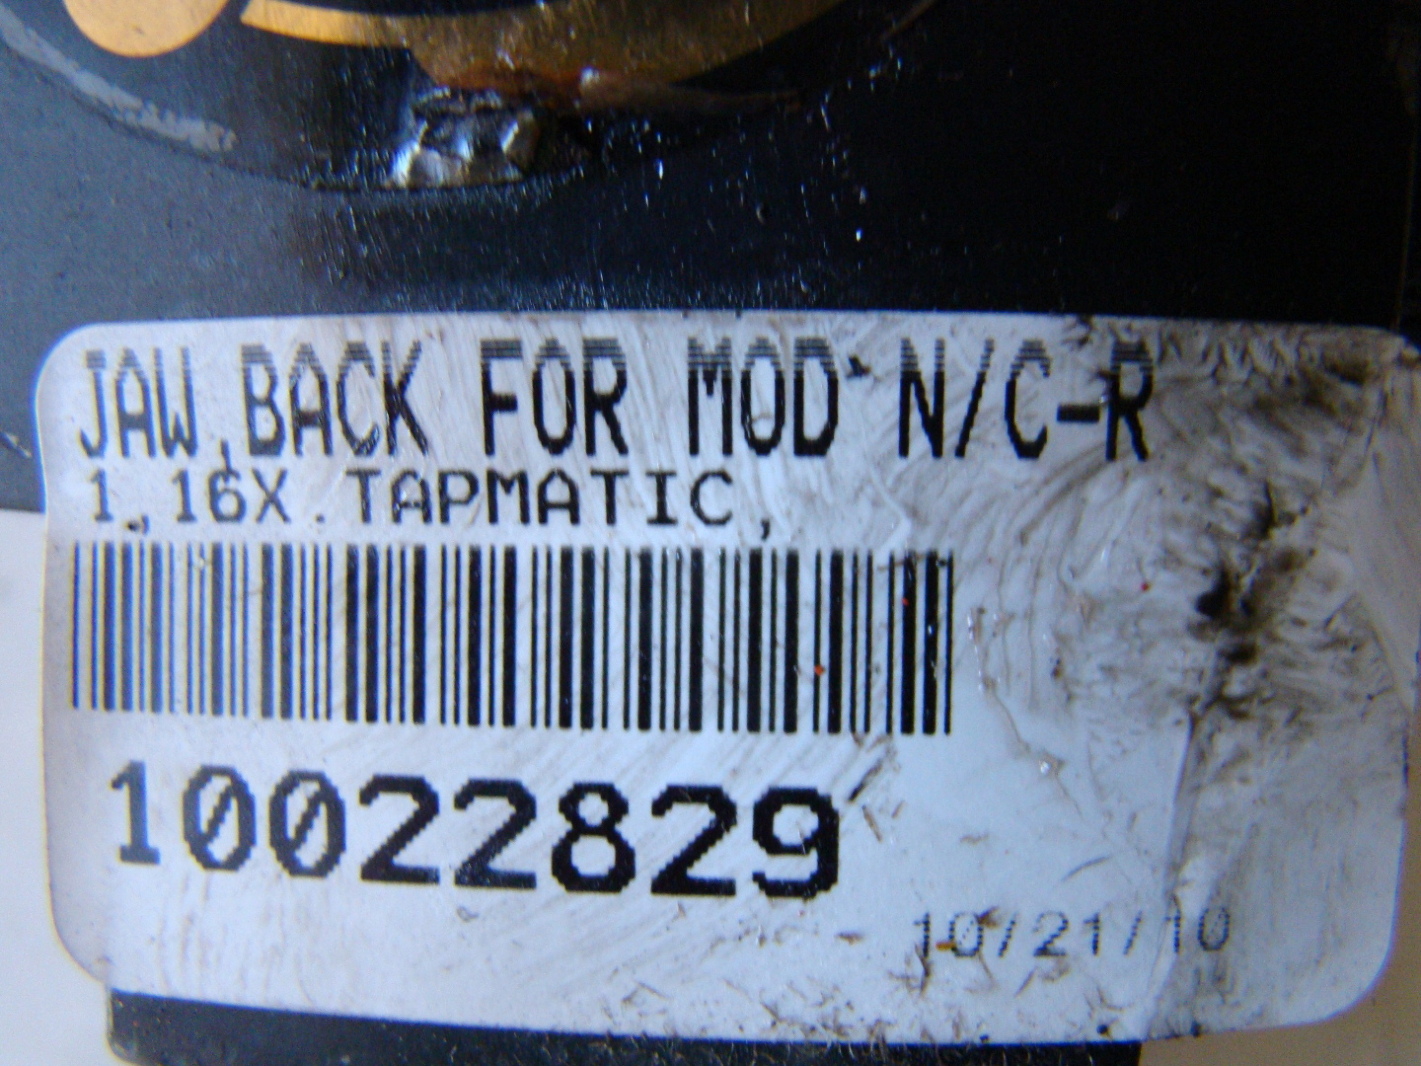 JAW,BACK FOR MOD N/C-R
1,16X TAPMATIC,
10022829
10/21/10